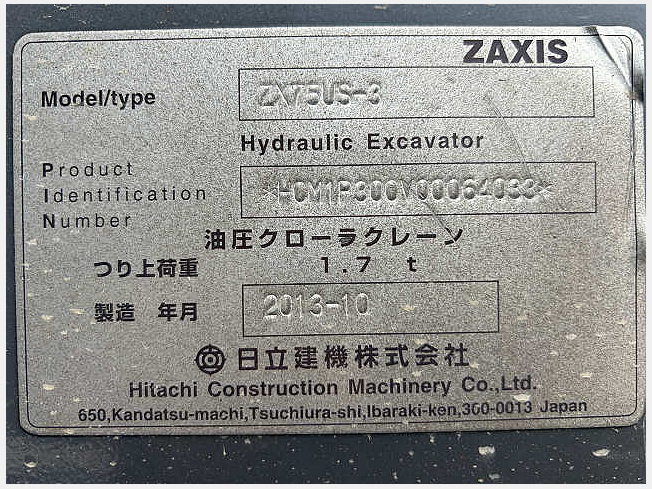 ZAXIS
Model/type ZX75US-3
Hydraulic Excavator
Product
Identification *HCM1P300V00064033*
Number
油圧クローラクレーン
つり上荷重 1.7 t
製造 年月 2013-10
日立建機株式会社
Hitachi Construction Machinery Co.,Ltd.
650,Kandatsu-machi,Tsuchiura-shi,Ibaraki-ken,300-0013 Japan